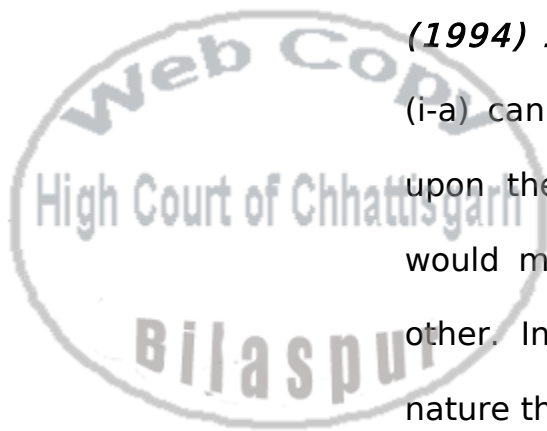 Web Copy
High Court of Chhattisgarh
Bilaspur
(1994)
(i-a) can
upon the
would m
other. In
nature th